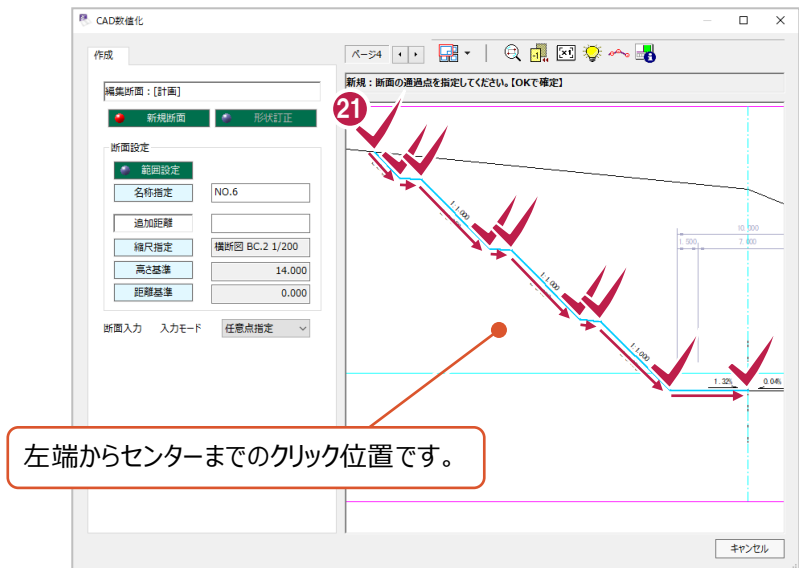 CAD数値化
作成
ページ4
編集断面：[計画]
新規：断面の通過点を指定してください。【OKで確定】
新規断面
形状訂正
21
断面設定
範囲設定
名称指定
NO.6
追加距離
縮尺指定
横断図 BC.2 1/200
高さ基準
14.000
距離基準
0.000
断面入力
入力モード
任意点指定
1:1.000
1:1.000
1:1.000
10.000
1.500
7.000
1.32%
0.04%
左端からセンターまでのクリック位置です。
キャンセル